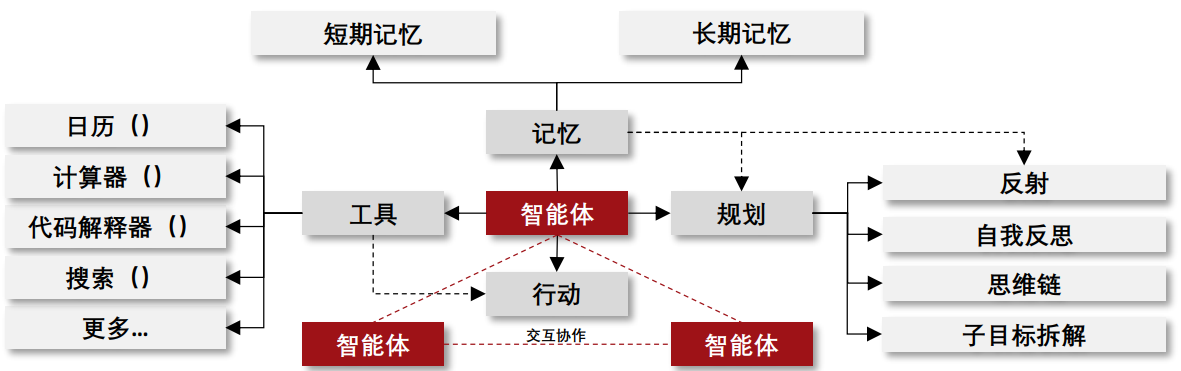 短期记忆
长期记忆
日历（）
计算器（）
代码解释器（）
搜索（）
更多...
工具
记忆
智能体
行动
规划
反射
自我反思
思维链
子目标拆解
智能体
交互协作
智能体